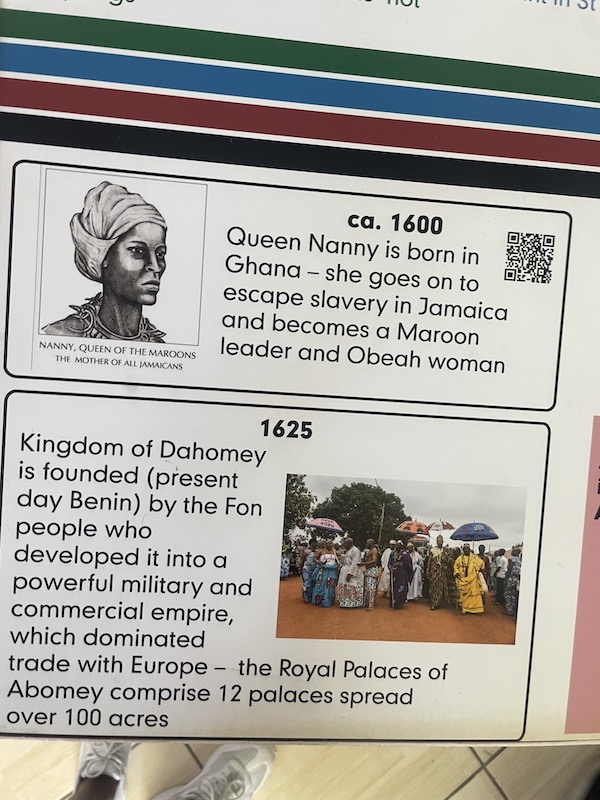 not
in St
ca. 1600
Queen Nanny is born in
Ghana – she goes on to
escape slavery in Jamaica
and becomes a Maroon
leader and Obeah woman
NANNY, QUEEN OF THE MAROONS
THE MOTHER OF ALL JAMAICANS
1625
Kingdom of Dahomey
is founded (present
day Benin) by the Fon
people who
developed it into a
powerful military and
commercial empire,
which dominated
trade with Europe – the Royal Palaces of
Abomey comprise 12 palaces spread
over 100 acres